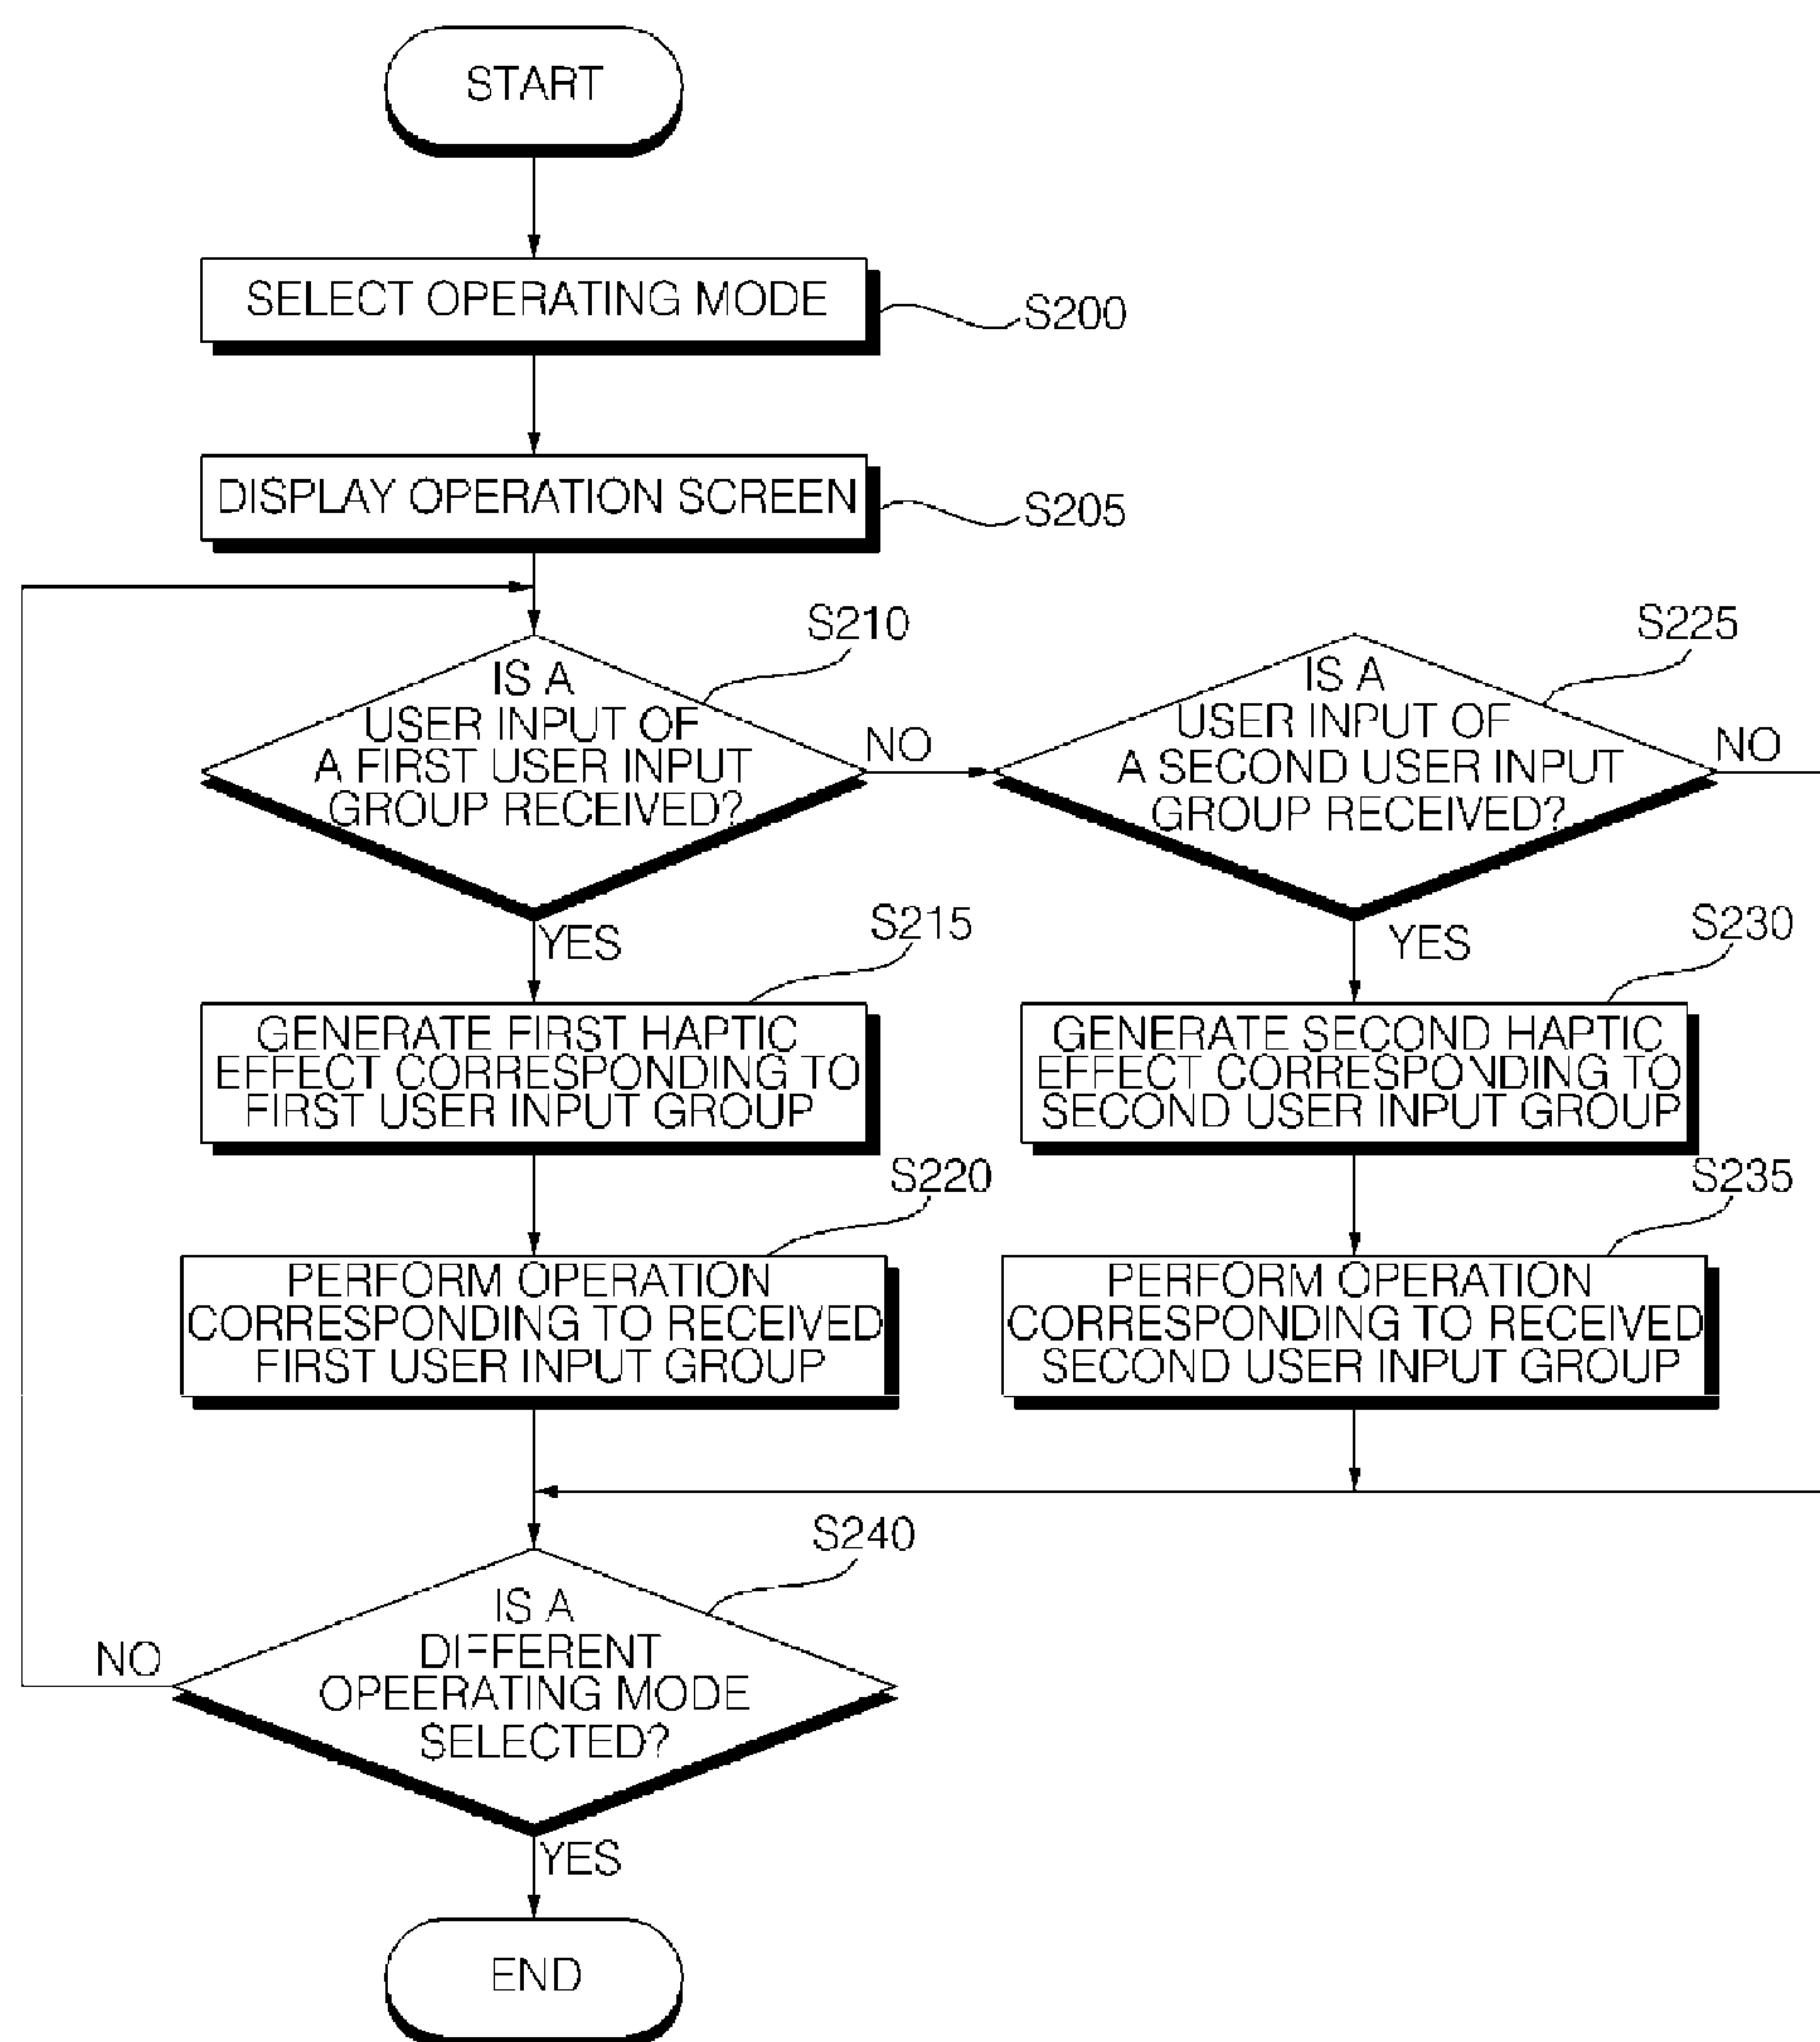 START
SELECT OPERATING MODE
S200
DISPLAY OPERATION SCREEN
S205
S210
IS A
USER INPUT OF
A FIRST USER INPUT
GROUP RECEIVED?
NO
YES
S225
IS A
USER INPUT OF
A SECOND USER INPUT
GROUP RECEIVED?
NO
YES
S215
GENERATE FIRST HAPTIC
EFFECT CORRESPONDING TO
FIRST USER INPUT GROUP
S230
GENERATE SECOND HAPTIC
EFFECT CORRESPONDING TO
SECOND USER INPUT GROUP
S220
PERFORM OPERATION
CORRESPONDING TO RECEIVED
FIRST USER INPUT GROUP
S235
PERFORM OPERATION
CORRESPONDING TO RECEIVED
SECOND USER INPUT GROUP
S240
IS A
DIFFERENT
OPEERATING MODE
SELECTED?
NO
YES
END